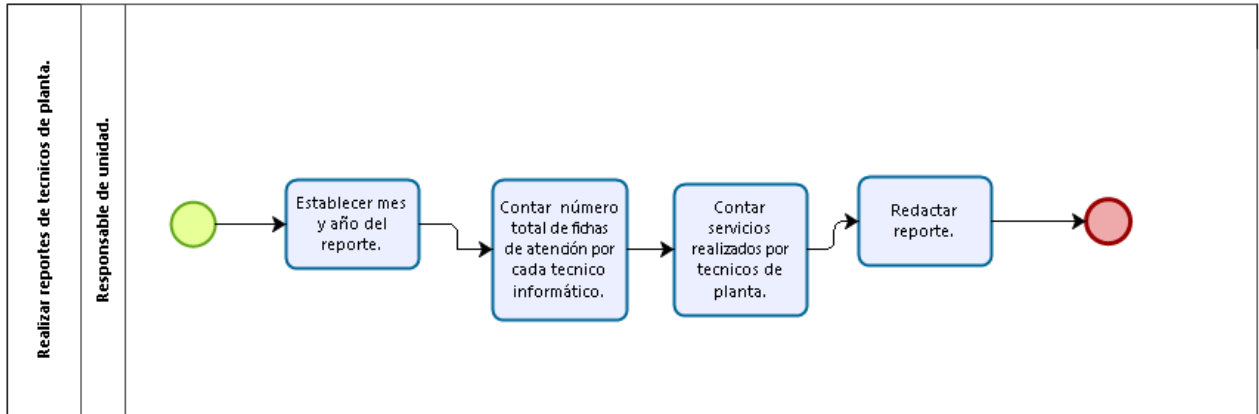 Realizar reportes de tecnicos de planta.
Responsable de unidad.
Establecer mes
y año del
reporte.
Contar número
total de fichas
de atención por
cada tecnico
informático.
Contar
servicios
realizados por
tecnicos de
planta.
Redactar
reporte.